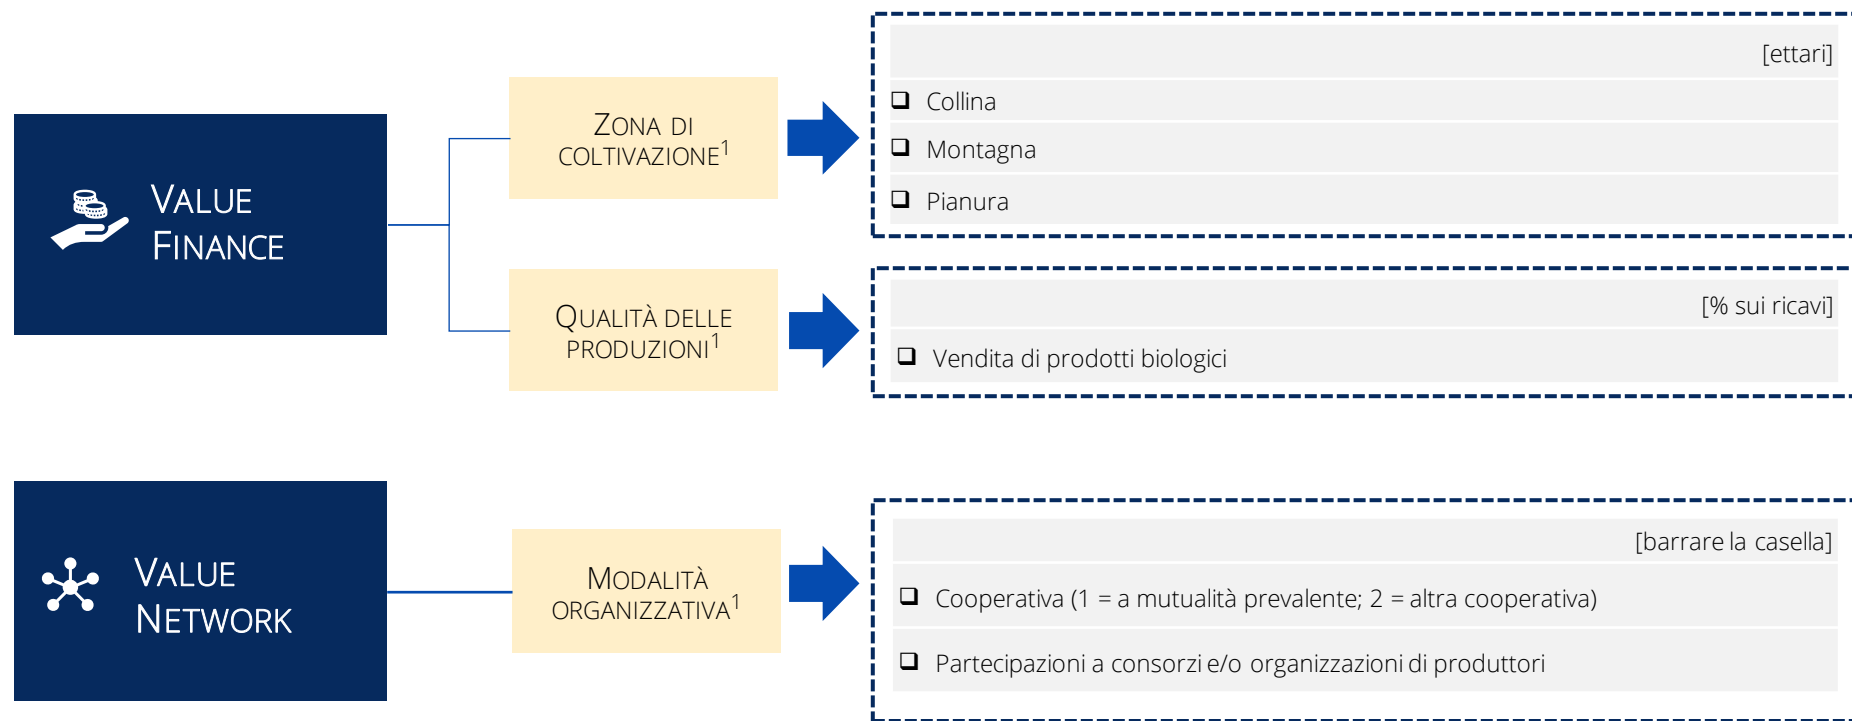 VALUE
FINANCE
ZONA DI
COLTIVAZIONE1
[ettari]
Collina
Montagna
Pianura
QUALITÀ DELLE
PRODUZIONI1
[% sui ricavi]
Vendita di prodotti biologici
VALUE
NETWORK
MODALITÀ
ORGANIZZATIVA1
[barrare la casella]
Cooperativa (1 = a mutualità prevalente; 2 = altra cooperativa)
Partecipazioni a consorzi e/o organizzazioni di produttori